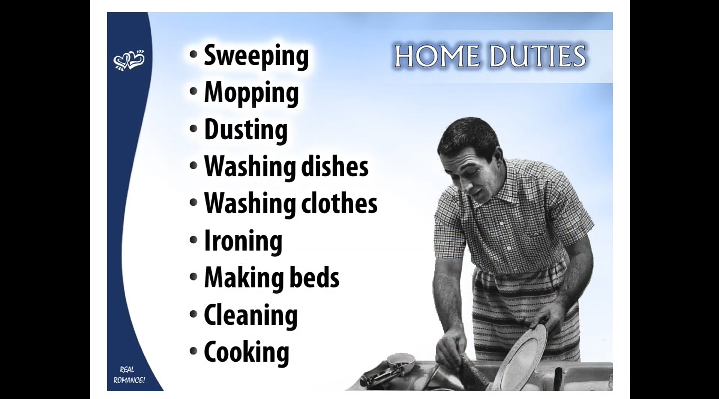 HOME DUTIES
• Sweeping
• Mopping
• Dusting
• Washing dishes
• Washing clothes
• Ironing
• Making beds
• Cleaning
• Cooking
REAL
ROMANCE!